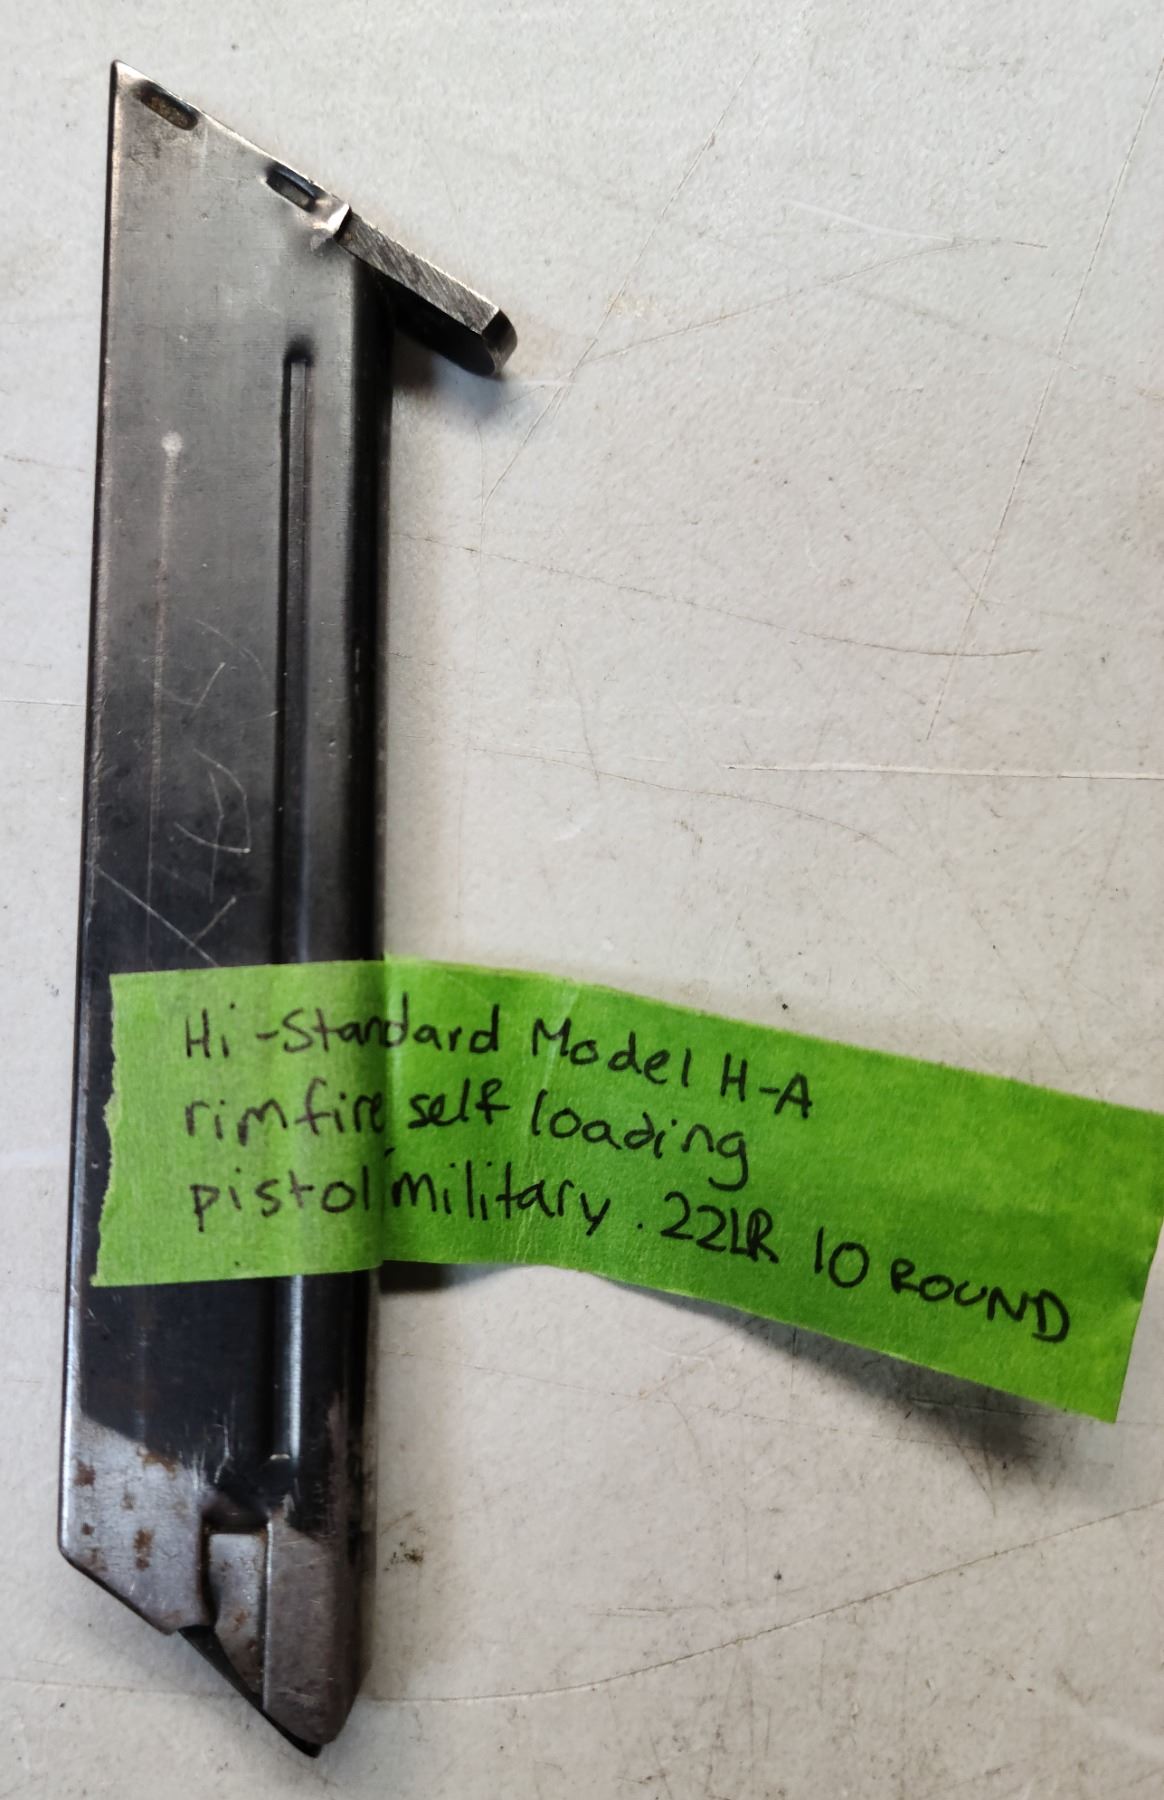 Hi-Standard Model H-A
rimfire self loading
pistol military .22LR 10 ROUND